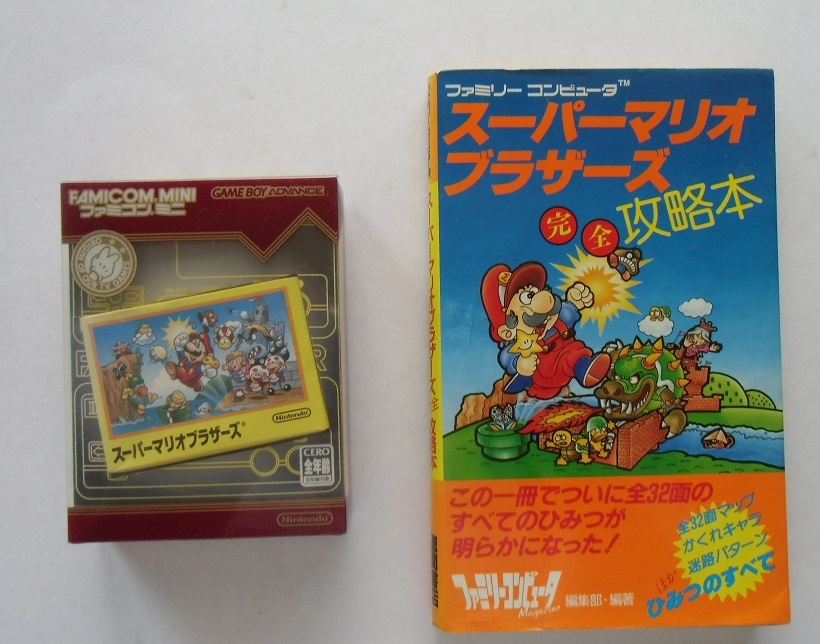 FAMICOM MINI
ファミコンミニ
GAME BOY ADVANCE
スーパーマリオブラザーズ
Nintendo
CERO
全年齢
Nintendo
ファミリー コンピュータ™
スーパーマリオ
ブラザーズ
完全攻略本
この一冊でついに全32面の
すべてのひみつが
明らかになった!
全32面マップ
かくれキャラ
迷路パターン
ほか
ひみつのすべて
ファミリーコンピュータ
Magazine
編集部・編著